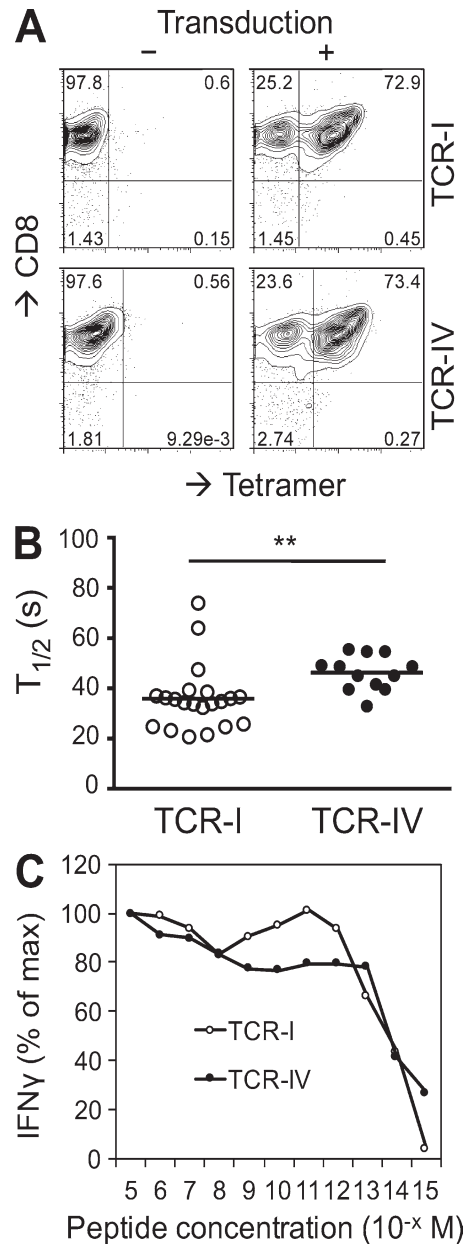 A
Transduction
− +
97.8 0.6 25.2 72.9
1.43 0.15 1.45 0.45
TCR-I
97.6 0.56 23.6 73.4
1.81 9.29e-3 2.74 0.27
TCR-IV
→ CD8
→ Tetramer
B
**
100
80
60
40
20
0
T1/2 (s)
TCR-I TCR-IV
C
120
100
80
60
40
20
0
IFNγ (% of max)
TCR-I
TCR-IV
5 6 7 8 9 10 11 12 13 14 15
Peptide concentration (10-x M)